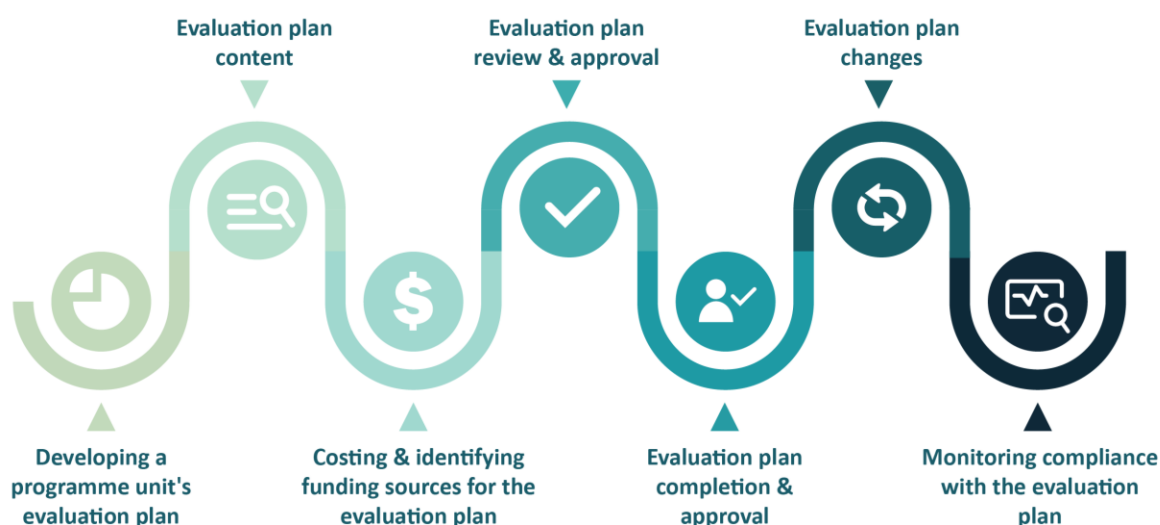 Evaluation plan
content
Evaluation plan
review & approval
Evaluation plan
changes
$
Developing a
programme unit's
evaluation plan
Costing & identifying
funding sources for the
evaluation plan
Evaluation plan
completion &
approval
Monitoring compliance
with the evaluation
plan